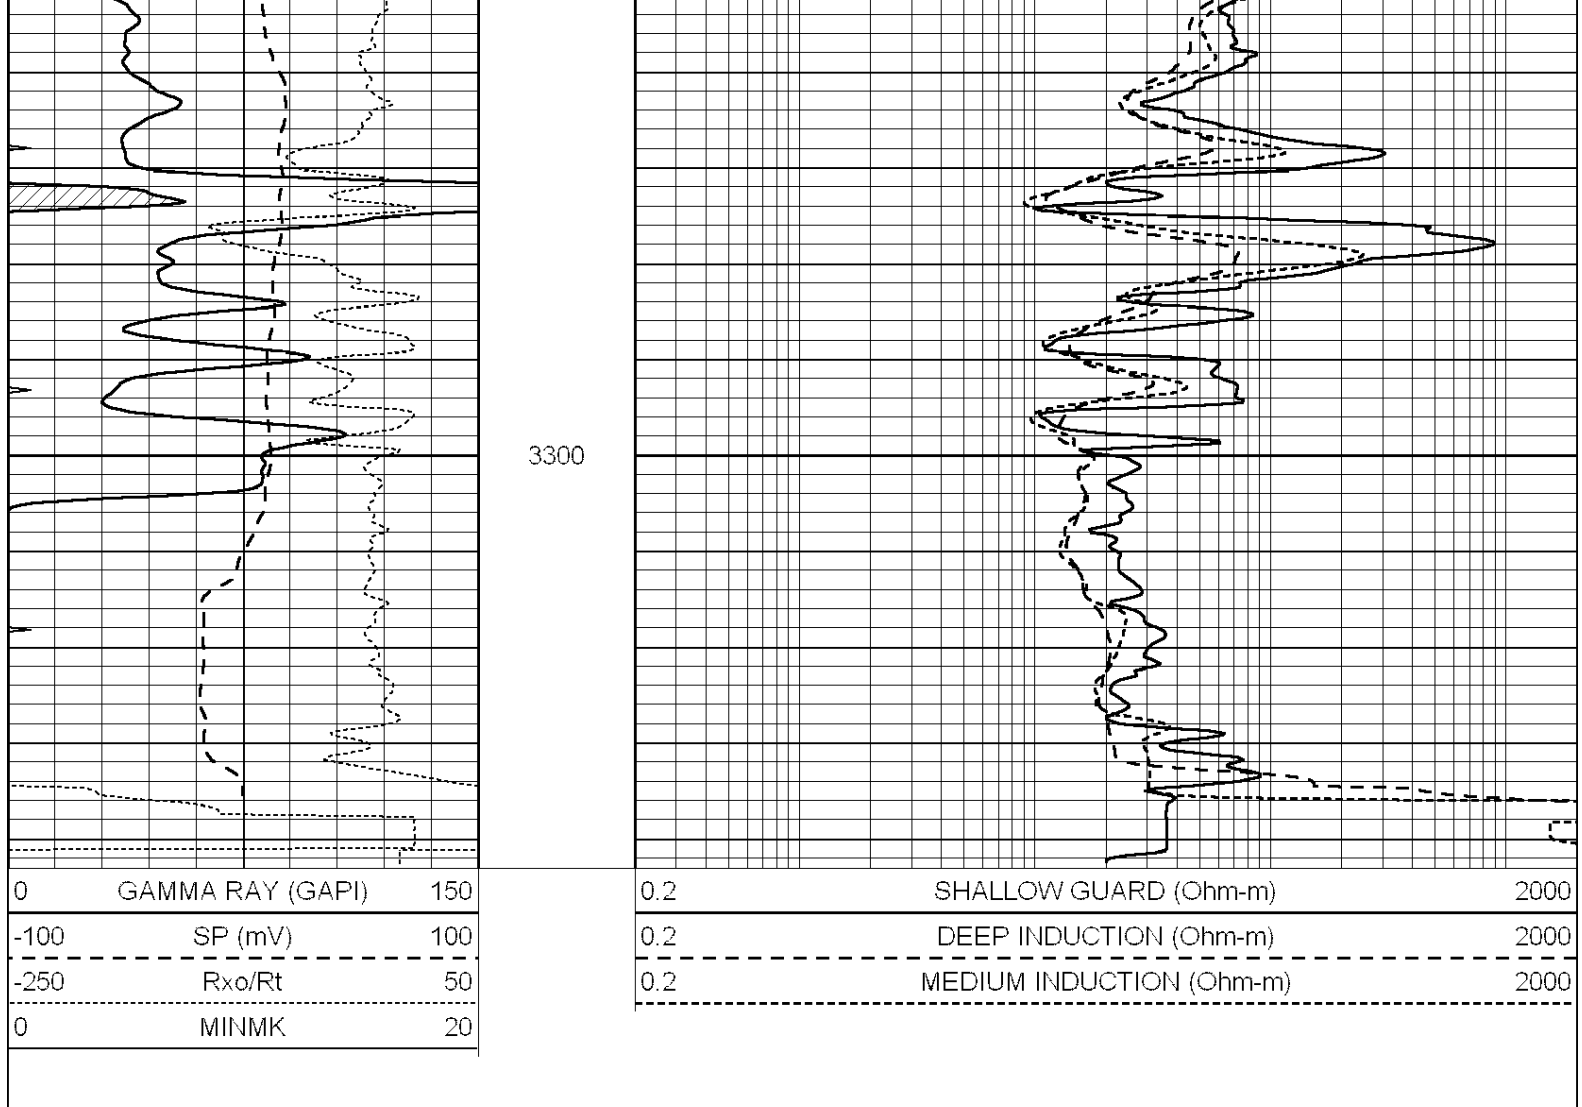 3300
0 GAMMA RAY (GAPI) 150
0.2 SHALLOW GUARD (Ohm-m) 2000
-100 SP (mV) 100
0.2 DEEP INDUCTION (Ohm-m) 2000
-250 Rxo/Rt 50
0.2 MEDIUM INDUCTION (Ohm-m) 2000
0 MINMK 20